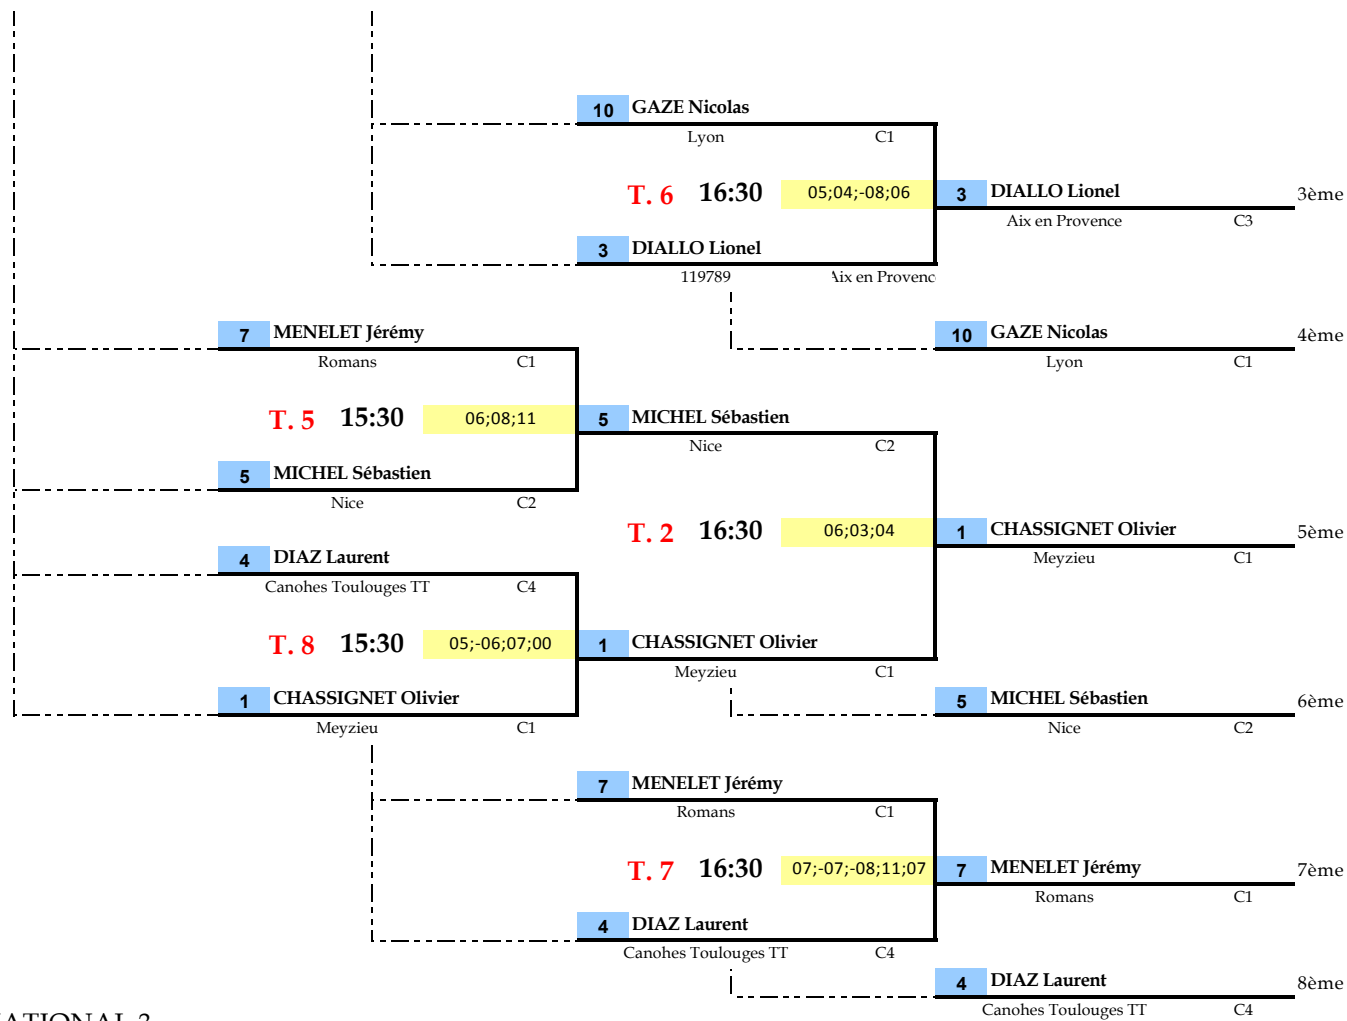 10 GAZE Nicolas
Lyon C1
T. 6 16:30 05;04;-08;06 3 DIALLO Lionel 3ème
Aix en Provence C3
3 DIALLO Lionel
119789 Aix en Provenc
7 MENELET Jérémy 10 GAZE Nicolas 4ème
Romans C1 Lyon C1
T. 5 15:30 06;08;11 5 MICHEL Sébastien
Nice C2
5 MICHEL Sébastien
Nice C2
T. 2 16:30 06;03;04 1 CHASSIGNET Olivier 5ème
4 DIAZ Laurent Meyzieu C1
Canohes Toulouges TT C4
T. 8 15:30 05;-06;07;00 1 CHASSIGNET Olivier
Meyzieu C1
1 CHASSIGNET Olivier 5 MICHEL Sébastien 6ème
Meyzieu C1 Nice C2
7 MENELET Jérémy
Romans C1
T. 7 16:30 07;-07;-08;11;07 7 MENELET Jérémy 7ème
Romans C1
4 DIAZ Laurent
Canohes Toulouges TT C4
4 DIAZ Laurent 8ème
Canohes Toulouges TT C4